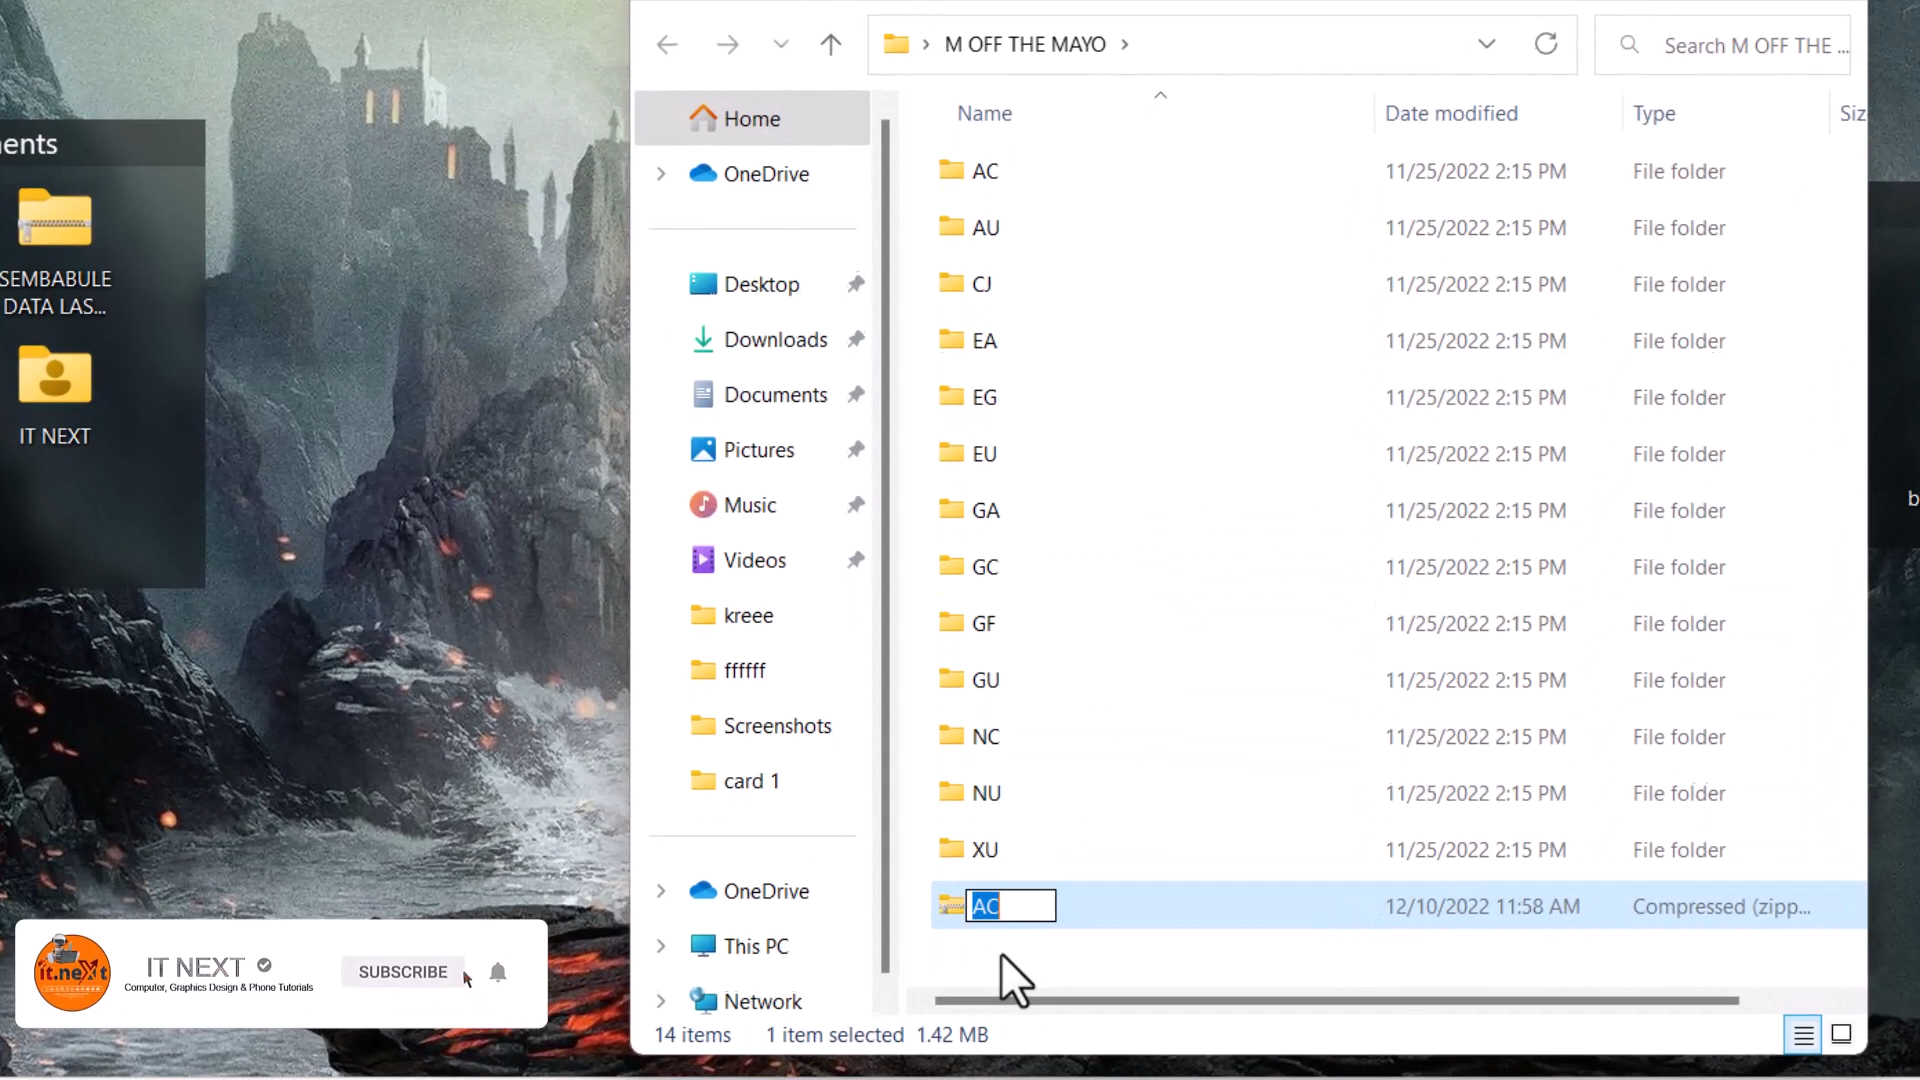 ents
SEMBABULE
DATA LAS...
IT NEXT
M OFF THE MAYO
Search M OFF THE ...
Home
OneDrive
Desktop
Downloads
Documents
Pictures
Music
Videos
kreee
ffffff
Screenshots
card 1
OneDrive
This PC
Network
Name Date modified Type Siz
AC 11/25/2022 2:15 PM File folder
AU 11/25/2022 2:15 PM File folder
CJ 11/25/2022 2:15 PM File folder
EA 11/25/2022 2:15 PM File folder
EG 11/25/2022 2:15 PM File folder
EU 11/25/2022 2:15 PM File folder
GA 11/25/2022 2:15 PM File folder
GC 11/25/2022 2:15 PM File folder
GF 11/25/2022 2:15 PM File folder
GU 11/25/2022 2:15 PM File folder
NC 11/25/2022 2:15 PM File folder
NU 11/25/2022 2:15 PM File folder
XU 11/25/2022 2:15 PM File folder
AC 12/10/2022 11:58 AM Compressed (zipp...
14 items 1 item selected 1.42 MB
b
it.neXt
IT NEXT
Computer, Graphics Design & Phone Tutorials
SUBSCRIBE